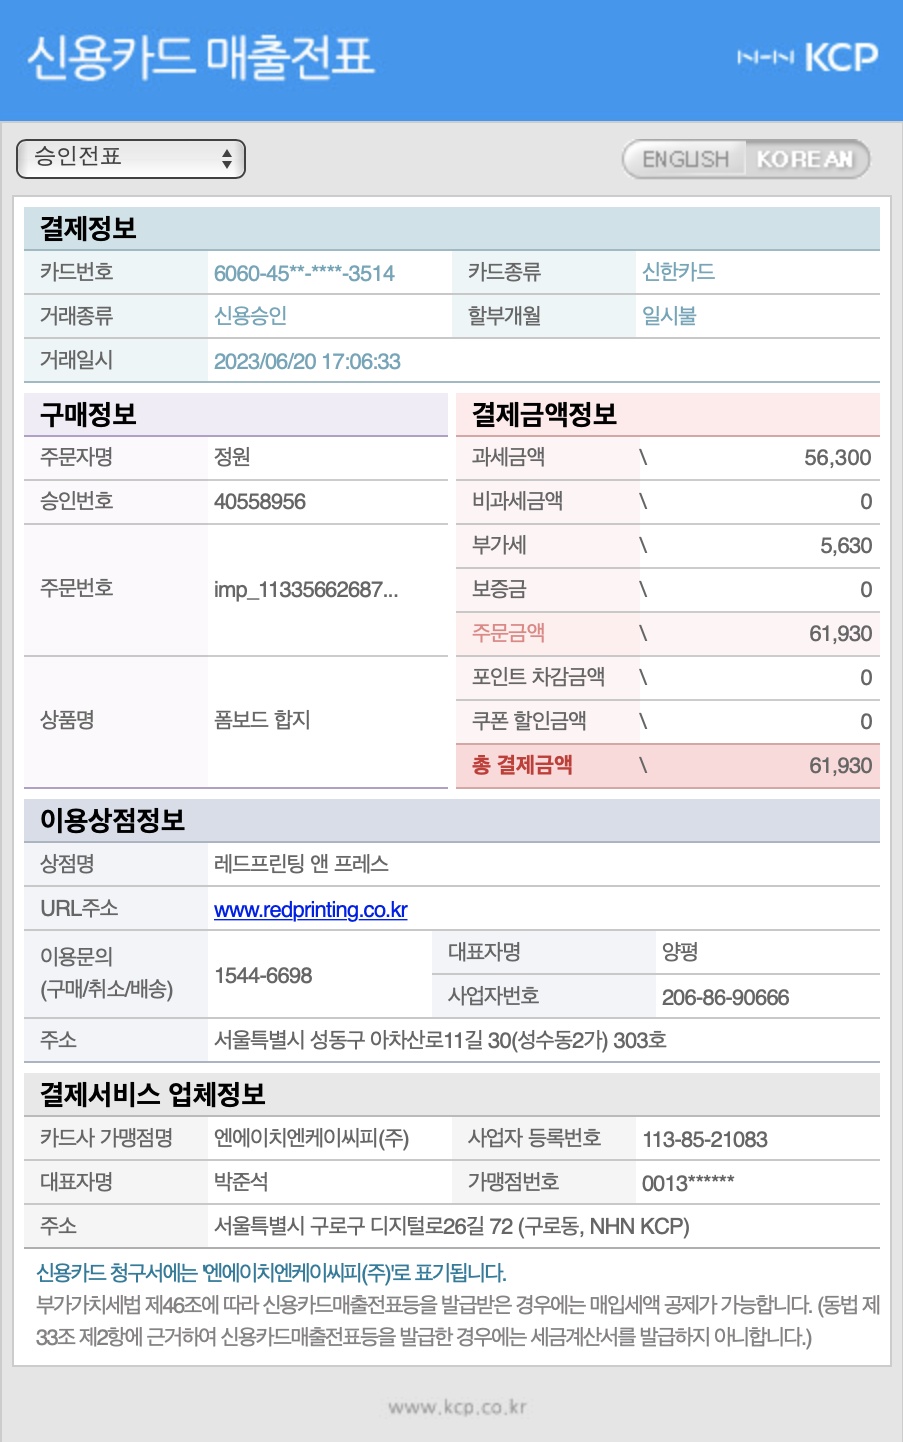 신용카드 매출전표
NHN KCP
승인전표
ENGLISH KOREAN
결제정보
카드번호 6060-45**-****-3514 카드종류 신한카드
거래종류 신용승인 할부개월 일시불
거래일시 2023/06/20 17:06:33
구매정보
주문자명 정원
승인번호 40558956
주문번호 imp_11335662687...
상품명 폼보드 합지
결제금액정보
과세금액 \ 56,300
비과세금액 \ 0
부가세 \ 5,630
보증금 \ 0
주문금액 \ 61,930
포인트 차감금액 \ 0
쿠폰 할인금액 \ 0
총 결제금액 \ 61,930
이용상점정보
상점명 레드프린팅 앤 프레스
URL주소 www.redprinting.co.kr
이용문의
(구매/취소/배송) 1544-6698
대표자명 양평
사업자번호 206-86-90666
주소 서울특별시 성동구 아차산로11길 30(성수동2가) 303호
결제서비스 업체정보
카드사 가맹점명 엔에이치엔케이씨피(주) 사업자 등록번호 113-85-21083
대표자명 박준석 가맹점번호 0013******
주소 서울특별시 구로구 디지털로26길 72 (구로동, NHN KCP)
신용카드 청구서에는 '엔에이치엔케이씨피(주)'로 표기됩니다.
부가가치세법 제46조에 따라 신용카드매출전표등을 발급받은 경우에는 매입세액 공제가 가능합니다. (동법 제
33조 제2항에 근거하여 신용카드매출전표등을 발급한 경우에는 세금계산서를 발급하지 아니합니다.)
www.kcp.co.kr